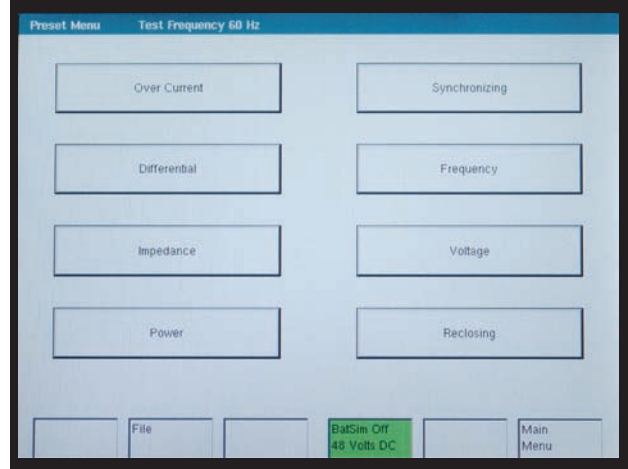 Preset Menu Test Frequency 60 Hz
Over Current
Synchronizing
Differential
Frequency
Impedance
Voltage
Power
Reclosing
File
BatSim Off
48 Volts DC
Main
Menu